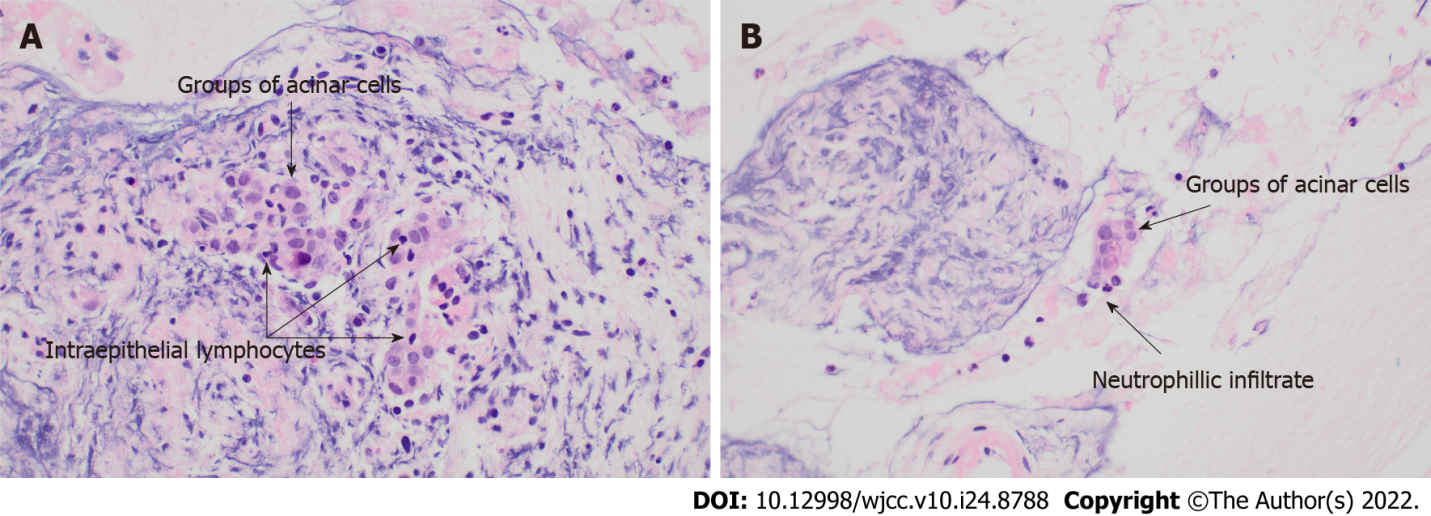 A
Groups of acinar cells
Intraepithelial lymphocytes
B
Groups of acinar cells
Neutrophillic infiltrate
DOI: 10.12998/wjcc.v10.i24.8788 Copyright ©The Author(s) 2022.